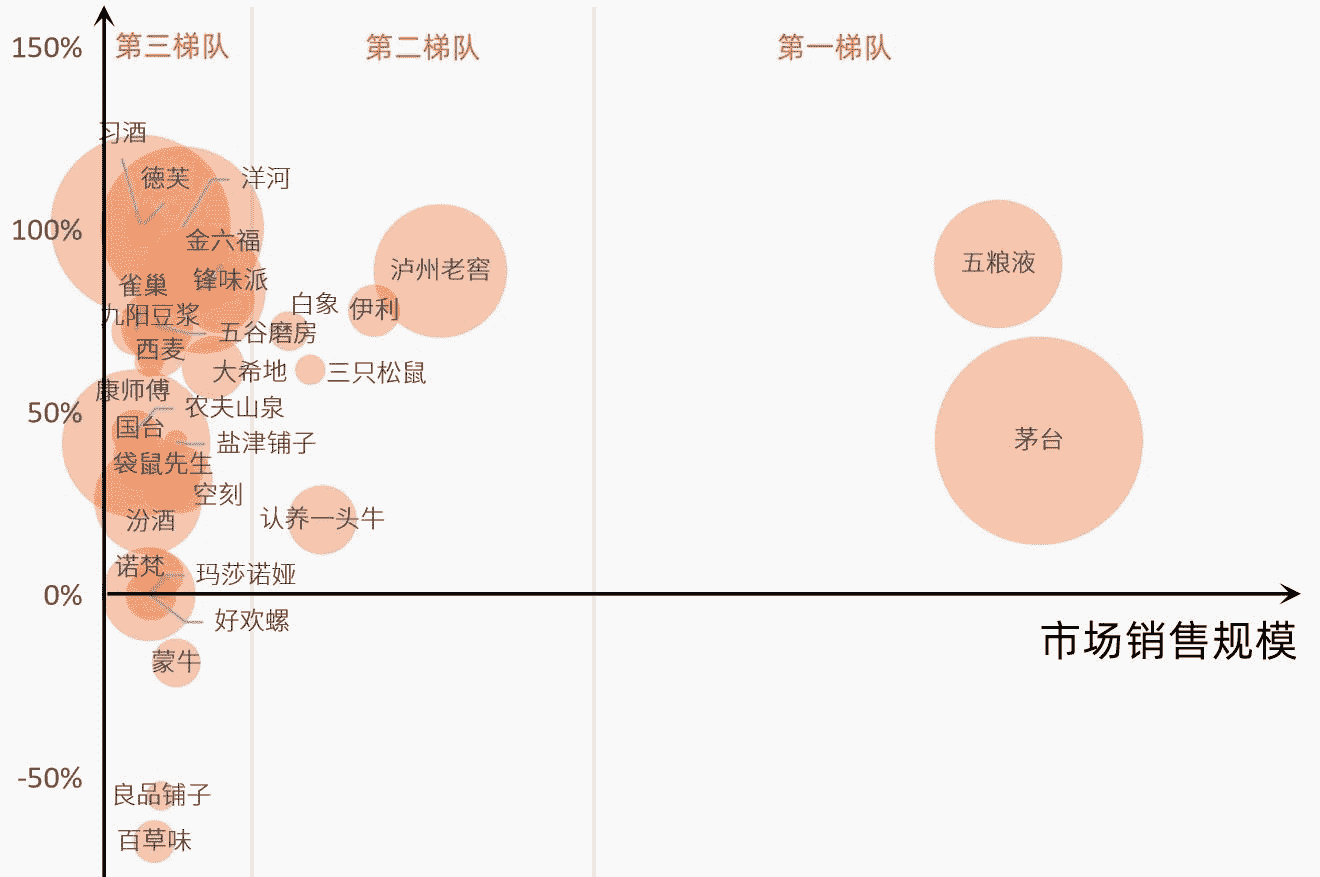 150%
第三梯队
第二梯队
第一梯队
习酒
德芙
洋河
100%
金六福
泸州老窖
五粮液
雀巢
锋味派
白象
伊利
九阳豆浆
五谷磨房
西麦
大希地
三只松鼠
康师傅
50%
农夫山泉
国台
盐津铺子
茅台
袋鼠先生
空刻
汾酒
认养一头牛
诺梵
玛莎诺娅
0%
好欢螺
市场销售规模
蒙牛
-50%
良品铺子
百草味